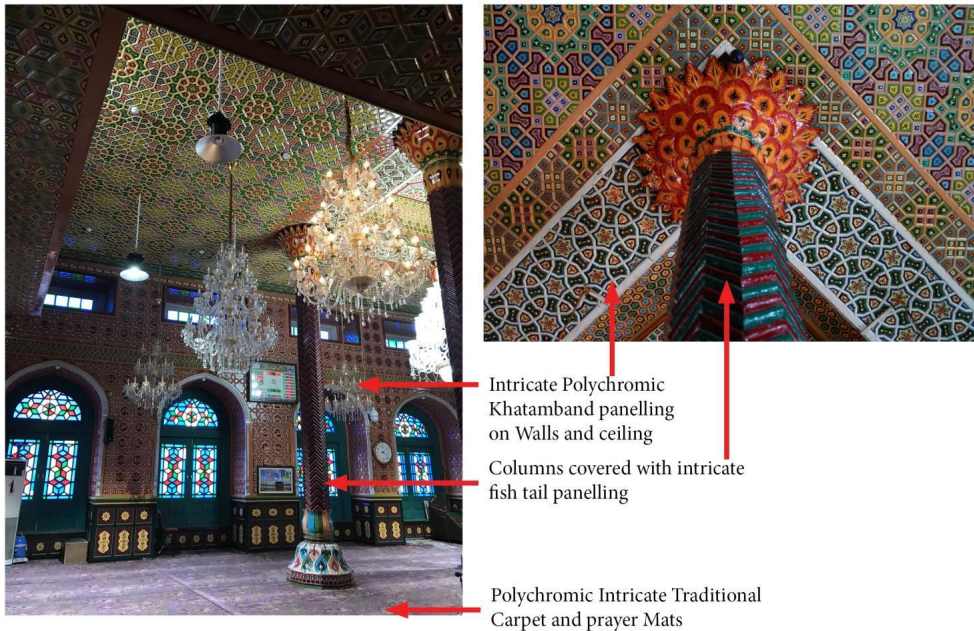 Intricate Polychromic
Khatamband panelling
on Walls and ceiling
Columns covered with intricate
fish tail panelling
Polychromic Intricate Traditional
Carpet and prayer Mats